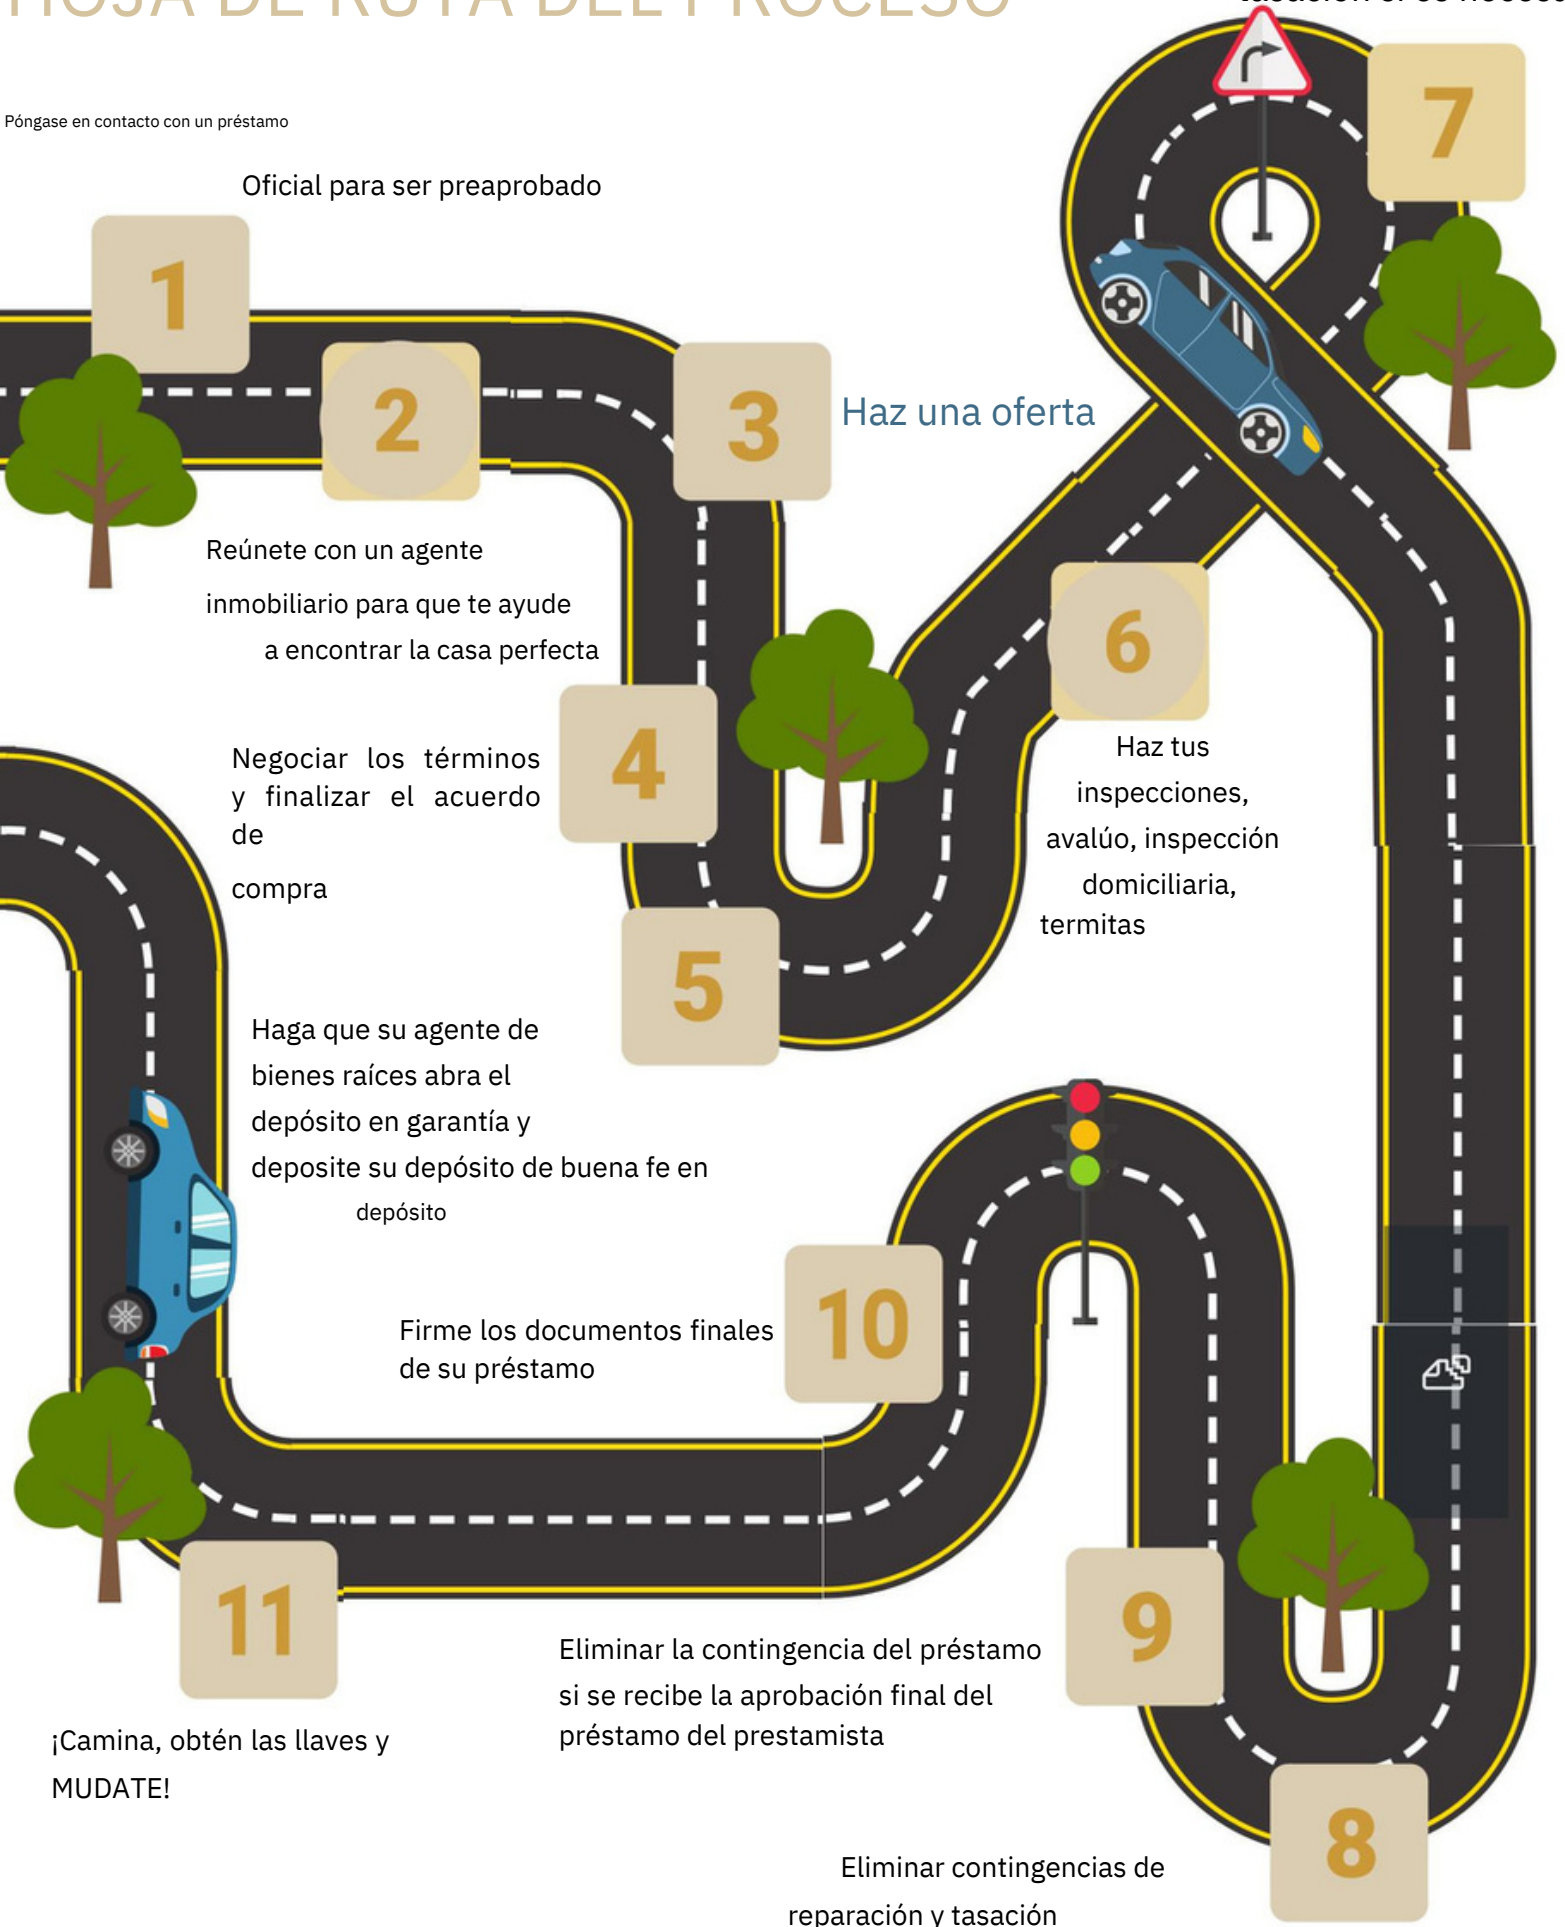 HOJA DE RUTA DEL PROCESO
Póngase en contacto con un préstamo
Oficial para ser preaprobado
1
2
Reúnete con un agente
inmobiliario para que te ayude
a encontrar la casa perfecta
3
Haz una oferta
4
Negociar los términos
y finalizar el acuerdo
de
compra
5
Haga que su agente de
bienes raíces abra el
depósito en garantía y
deposite su depósito de buena fe en
depósito
6
Haz tus
inspecciones,
avalúo, inspección
domiciliaria,
termitas
7
8
Eliminar contingencias de
reparación y tasación
9
Eliminar la contingencia del préstamo
si se recibe la aprobación final del
préstamo del prestamista
10
Firme los documentos finales
de su préstamo
11
¡Camina, obtén las llaves y
MUDATE!